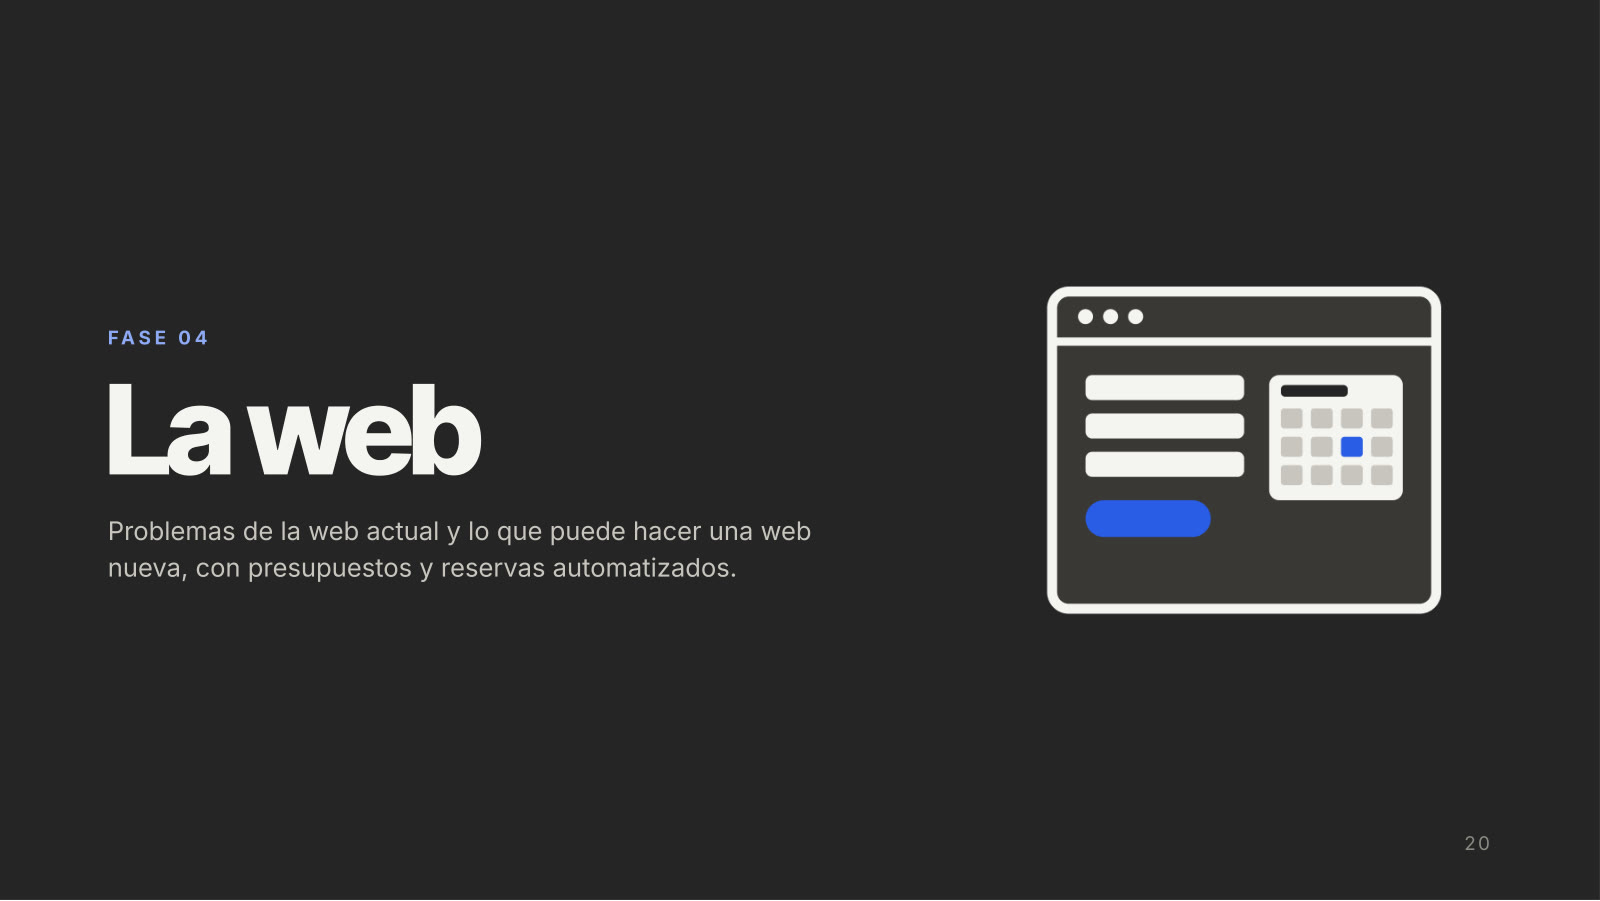 FASE 04
La web
Problemas de la web actual y lo que puede hacer una web
nueva, con presupuestos y reservas automatizados.
20